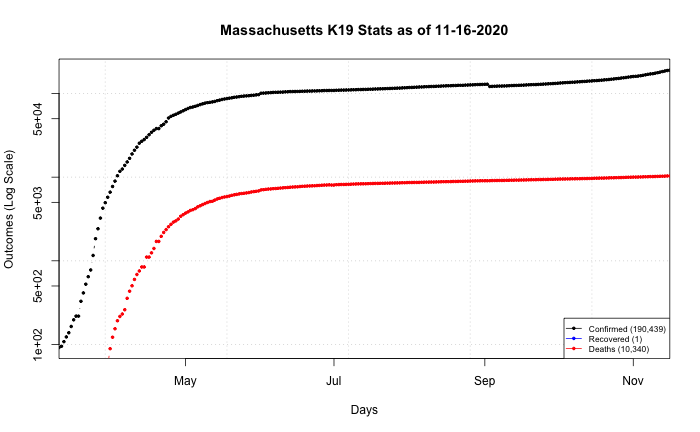 Massachusetts K19 Stats as of 11-16-2020
Outcomes (Log Scale)
5e+04
5e+03
5e+02
1e+02
Confirmed (190,439)
Recovered (1)
Deaths (10,340)
May
Jul
Sep
Nov
Days